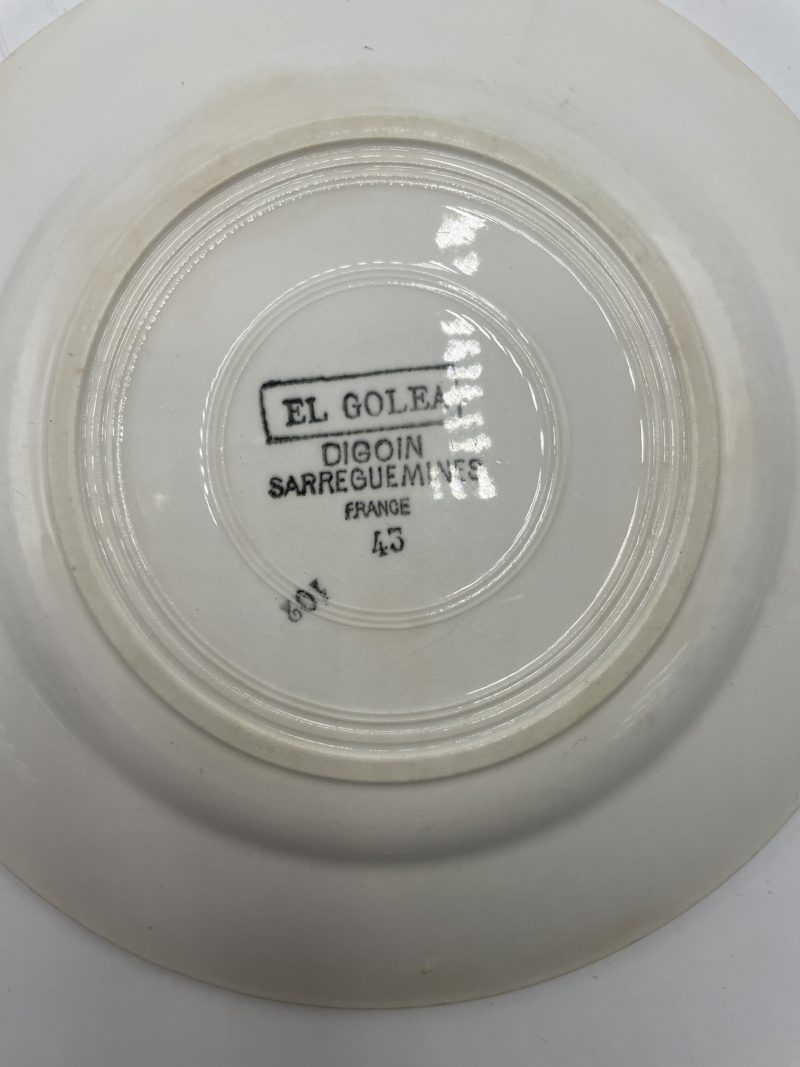 EL GOLEA
DIGOIN
SARREGUEMINES
FRANCE
43